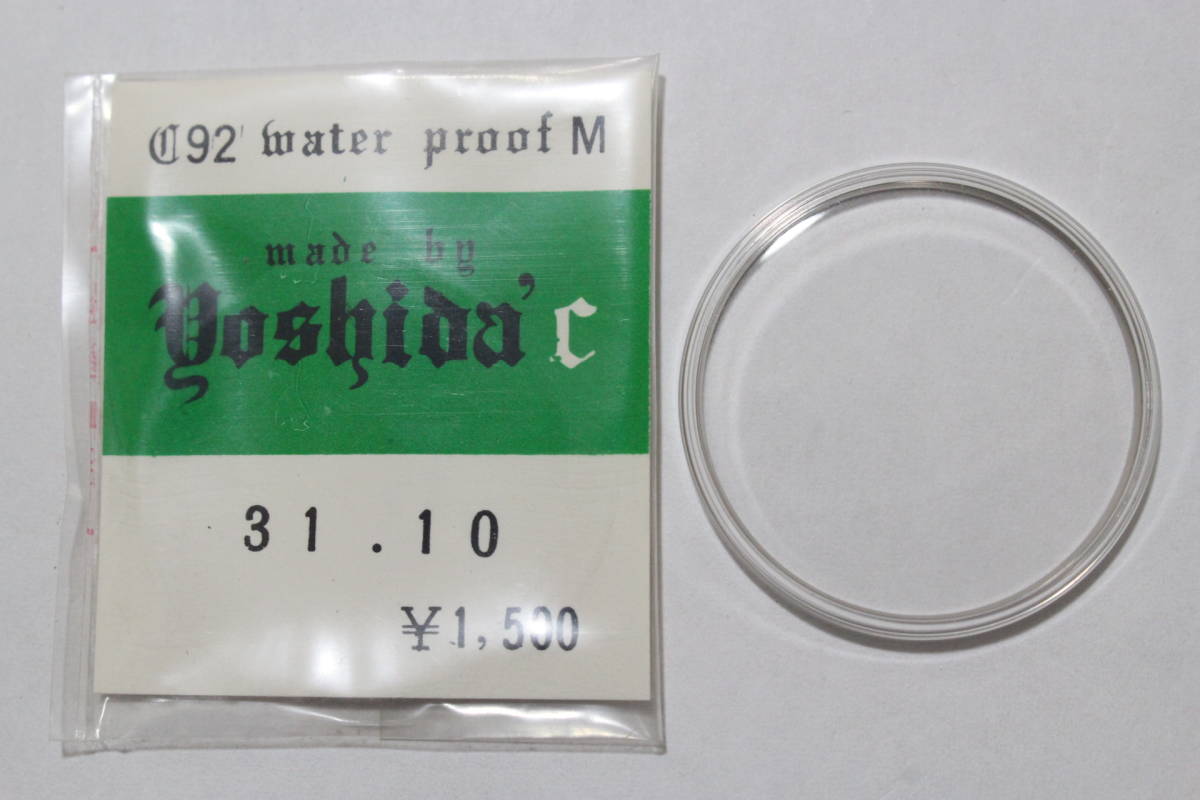 C92 water proof M
made by
Yoshida'C
31.10
¥1,500